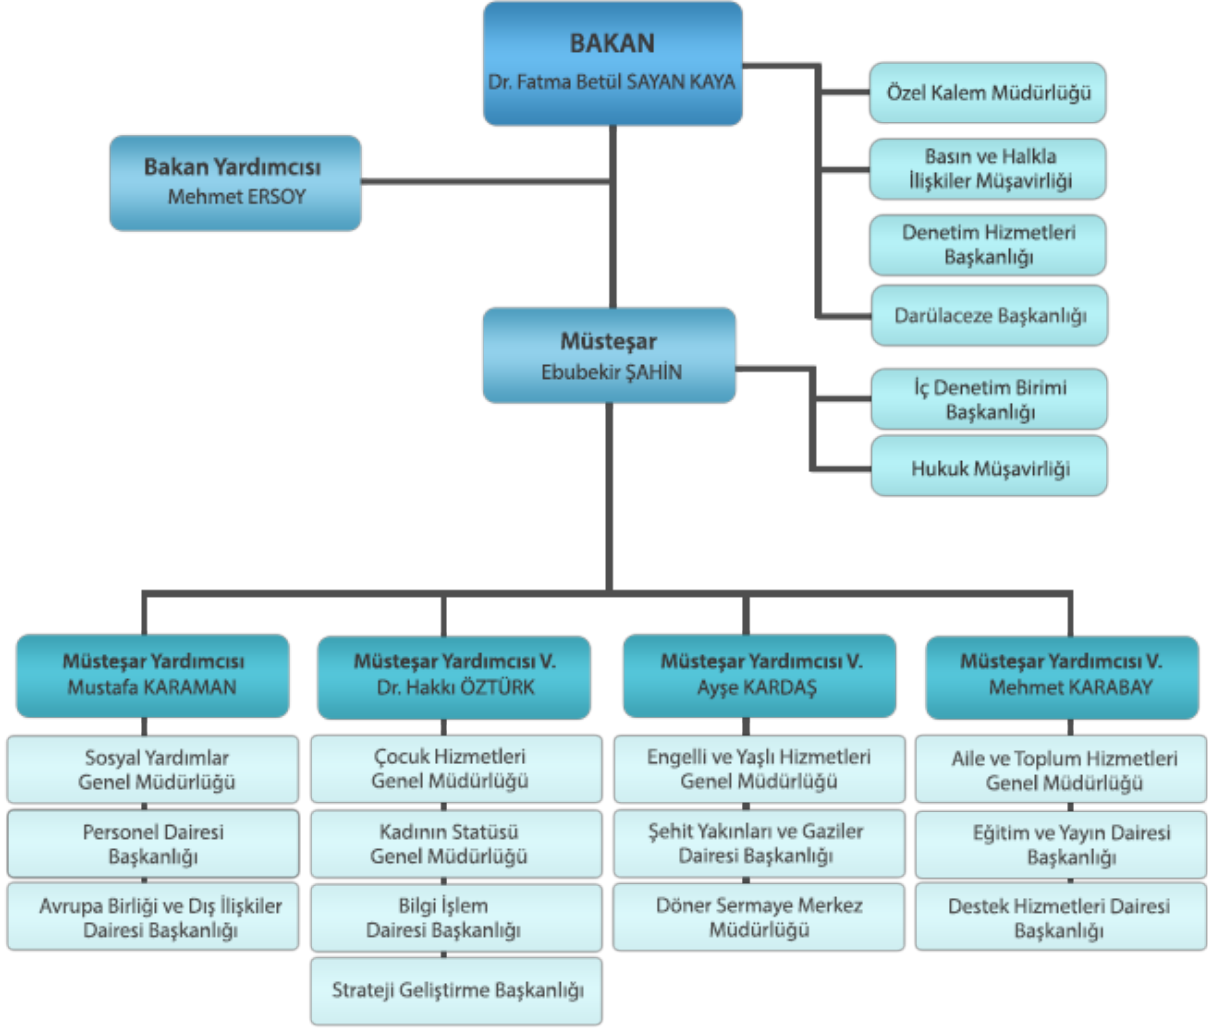 BAKAN
Dr. Fatma Betül SAYAN KAYA
Özel Kalem Müdürlüğü
Basın ve Halkla
İlişkiler Müşavirliği
Bakan Yardımcısı
Mehmet ERSOY
Denetim Hizmetleri
Başkanlığı
Darülaceze Başkanlığı
Müsteşar
Ebubekir ŞAHİN
İç Denetim Birimi
Başkanlığı
Hukuk Müşavirliği
Müsteşar Yardımcısı
Mustafa KARAMAN
Sosyal Yardımlar
Genel Müdürlüğü
Personel Dairesi
Başkanlığı
Avrupa Birliği ve Dış İlişkiler
Dairesi Başkanlığı
Müsteşar Yardımcısı V.
Dr. Hakkı ÖZTÜRK
Çocuk Hizmetleri
Genel Müdürlüğü
Kadının Statüsü
Genel Müdürlüğü
Bilgi İşlem
Dairesi Başkanlığı
Strateji Geliştirme Başkanlığı
Müsteşar Yardımcısı V.
Ayşe KARDAŞ
Engelli ve Yaşlı Hizmetleri
Genel Müdürlüğü
Şehit Yakınları ve Gaziler
Dairesi Başkanlığı
Döner Sermaye Merkez
Müdürlüğü
Müsteşar Yardımcısı V.
Mehmet KARABAY
Aile ve Toplum Hizmetleri
Genel Müdürlüğü
Eğitim ve Yayın Dairesi
Başkanlığı
Destek Hizmetleri Dairesi
Başkanlığı